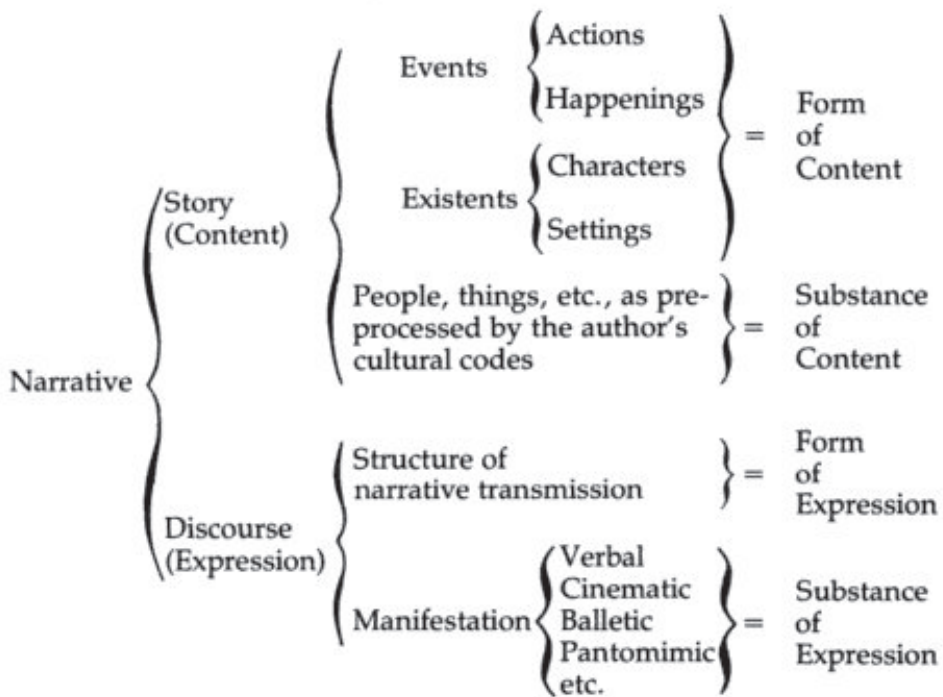 Events
Actions
Happenings
Existents
Characters
Settings
=
Form
of
Content
Story
(Content)
People, things, etc., as pre-
processed by the author's
cultural codes
=
Substance
of
Content
Narrative
Discourse
(Expression)
Structure of
narrative transmission
=
Form
of
Expression
Manifestation
Verbal
Cinematic
Balletic
Pantomimic
etc.
=
Substance
of
Expression